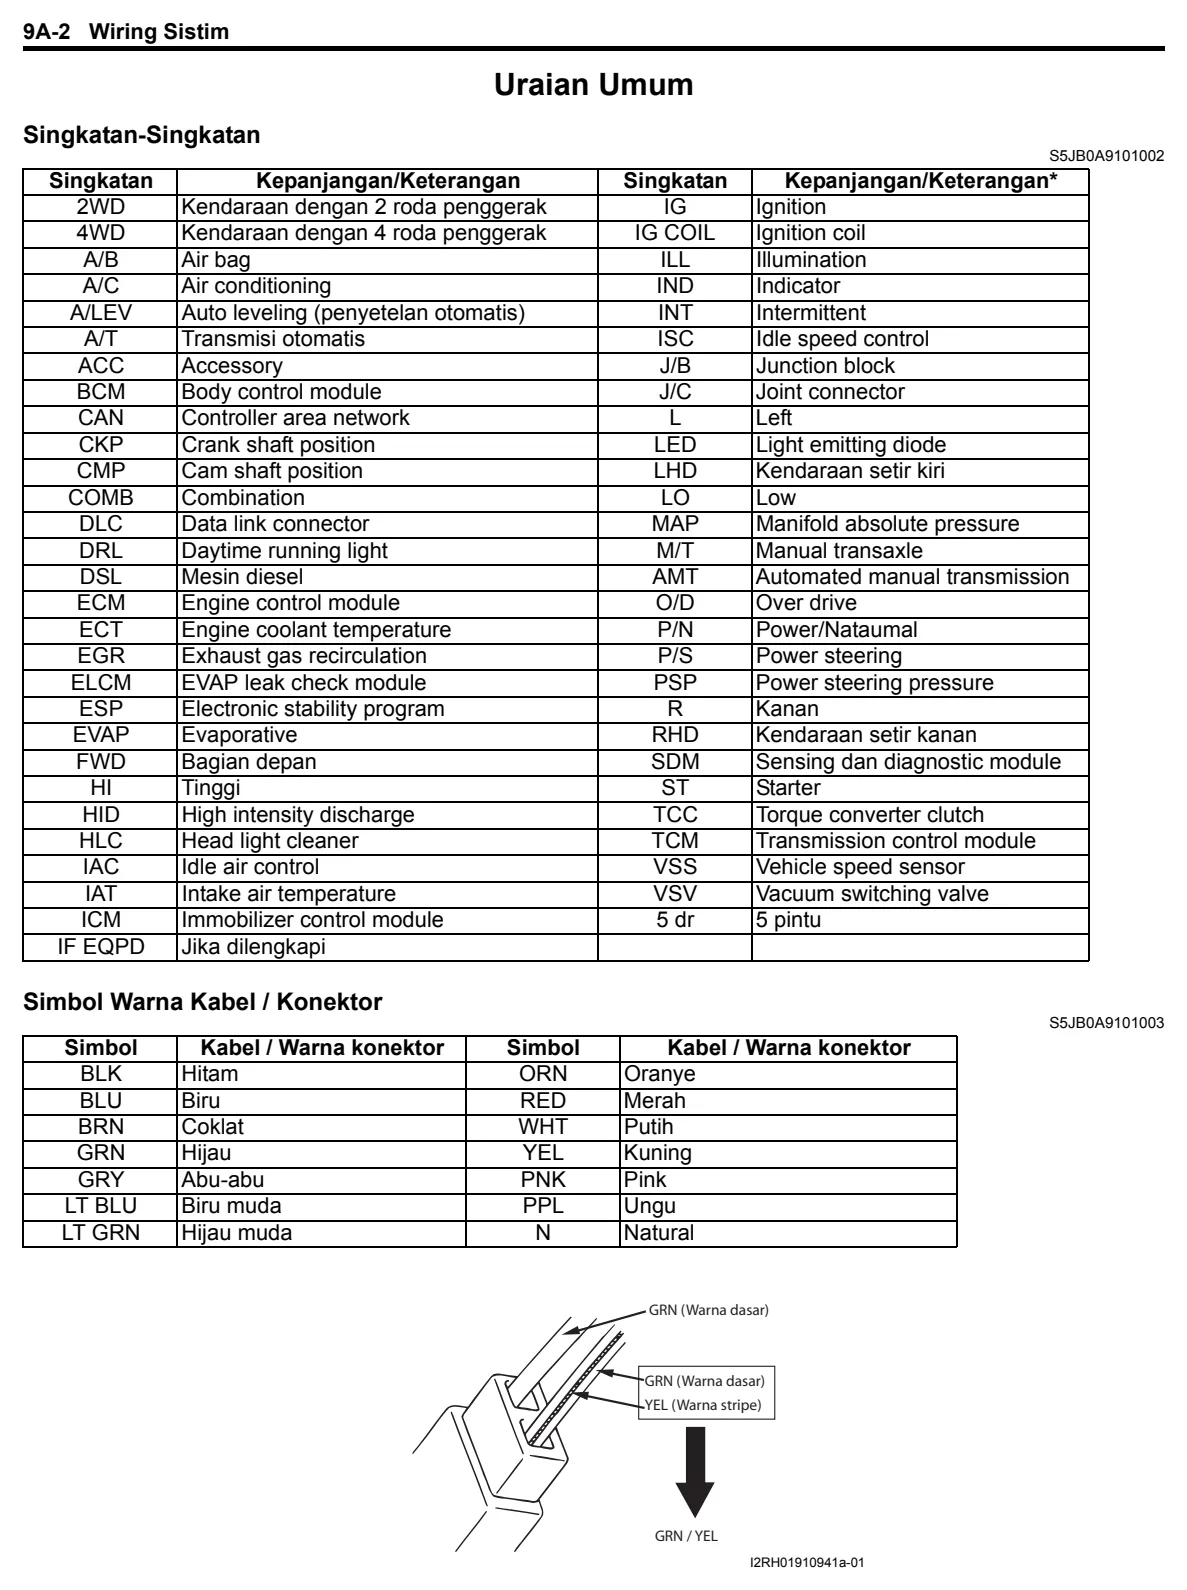 9A-2 Wiring Sistim
Uraian Umum
Singkatan-Singkatan
S5JB0A9101002
Singkatan Kepanjangan/Keterangan Singkatan Kepanjangan/Keterangan*
2WD Kendaraan dengan 2 roda penggerak IG Ignition
4WD Kendaraan dengan 4 roda penggerak IG COIL Ignition coil
A/B Air bag ILL Illumination
A/C Air conditioning IND Indicator
A/LEV Auto leveling (penyetelan otomatis) INT Intermittent
A/T Transmisi otomatis ISC Idle speed control
ACC Accessory J/B Junction block
BCM Body control module J/C Joint connector
CAN Controller area network L Left
CKP Crank shaft position LED Light emitting diode
CMP Cam shaft position LHD Kendaraan setir kiri
COMB Combination LO Low
DLC Data link connector MAP Manifold absolute pressure
DRL Daytime running light M/T Manual transaxle
DSL Mesin diesel AMT Automated manual transmission
ECM Engine control module O/D Over drive
ECT Engine coolant temperature P/N Power/Nataumal
EGR Exhaust gas recirculation P/S Power steering
ELCM EVAP leak check module PSP Power steering pressure
ESP Electronic stability program R Kanan
EVAP Evaporative RHD Kendaraan setir kanan
FWD Bagian depan SDM Sensing dan diagnostic module
HI Tinggi ST Starter
HID High intensity discharge TCC Torque converter clutch
HLC Head light cleaner TCM Transmission control module
IAC Idle air control VSS Vehicle speed sensor
IAT Intake air temperature VSV Vacuum switching valve
ICM Immobilizer control module 5 dr 5 pintu
IF EQPD Jika dilengkapi
Simbol Warna Kabel / Konektor
S5JB0A9101003
Simbol Kabel / Warna konektor Simbol Kabel / Warna konektor
BLK Hitam ORN Oranye
BLU Biru RED Merah
BRN Coklat WHT Putih
GRN Hijau YEL Kuning
GRY Abu-abu PNK Pink
LT BLU Biru muda PPL Ungu
LT GRN Hijau muda N Natural
GRN (Warna dasar)
GRN (Warna dasar)
YEL (Warna stripe)
GRN / YEL
I2RH01910941a-01